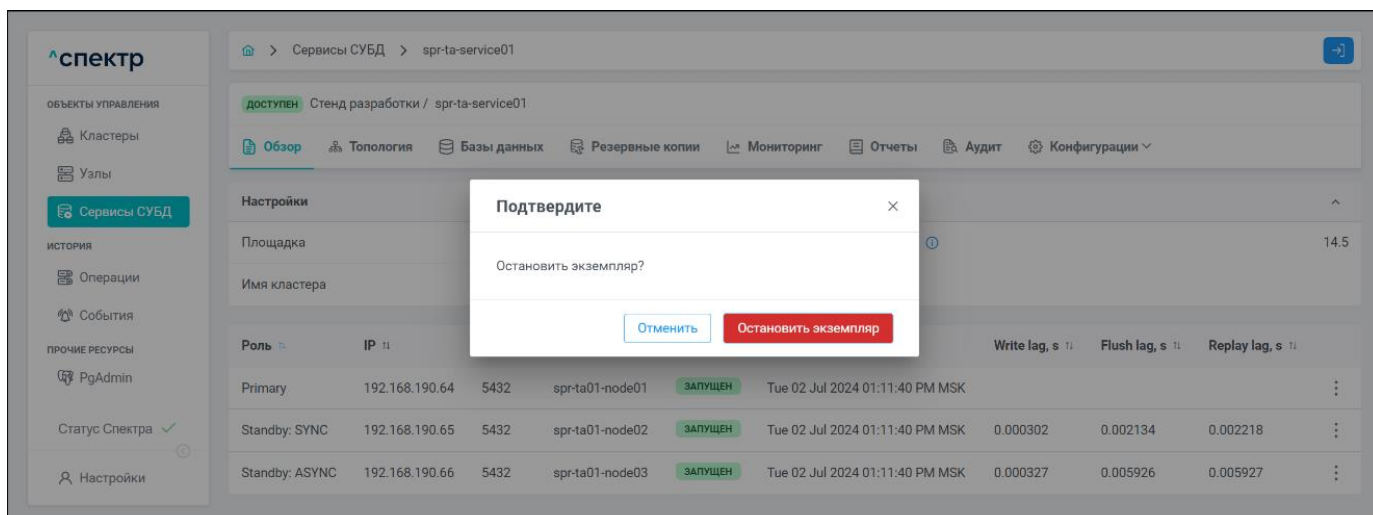 ^спектр
ОБЪЕКТЫ УПРАВЛЕНИЯ
Кластеры
Узлы
Сервисы СУБД
ИСТОРИЯ
Операции
События
ПРОЧИЕ РЕСУРСЫ
PgAdmin
Статус Спектра
Настройки
> Сервисы СУБД > spr-ta-service01
ДОСТУПЕН Стенд разработки / spr-ta-service01
Обзор Топология Базы данных Резервные копии Мониторинг Отчеты Аудит Конфигурации
Настройки
Площадка 14.5
Имя кластера
Подтвердите
Остановить экземпляр?
Отменить Остановить экземпляр
Роль IP Write lag, s Flush lag, s Replay lag, s
Primary 192.168.190.64 5432 spr-ta01-node01 ЗАПУЩЕН Tue 02 Jul 2024 01:11:40 PM MSK
Standby: SYNC 192.168.190.65 5432 spr-ta01-node02 ЗАПУЩЕН Tue 02 Jul 2024 01:11:40 PM MSK 0.000302 0.002134 0.002218
Standby: ASYNC 192.168.190.66 5432 spr-ta01-node03 ЗАПУЩЕН Tue 02 Jul 2024 01:11:40 PM MSK 0.000327 0.005926 0.005927